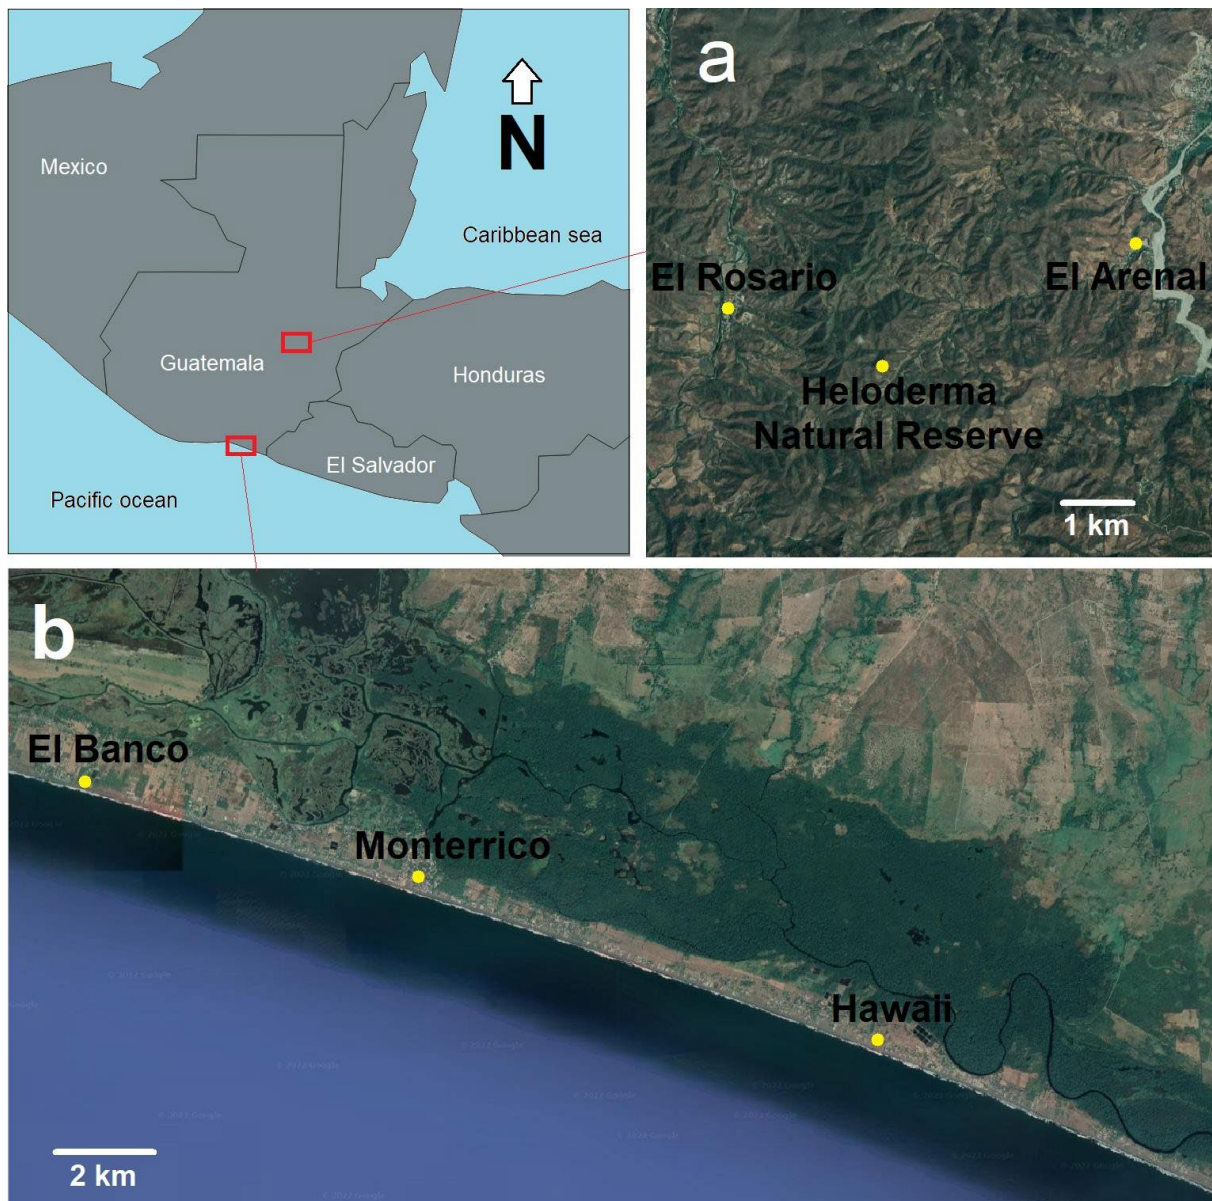 N
Mexico
Caribbean sea
Guatemala
Honduras
El Salvador
Pacific ocean
a
El Rosario
El Arenal
Heloderma
Natural Reserve
1 km
b
El Banco
Monterrico
Hawali
2 km